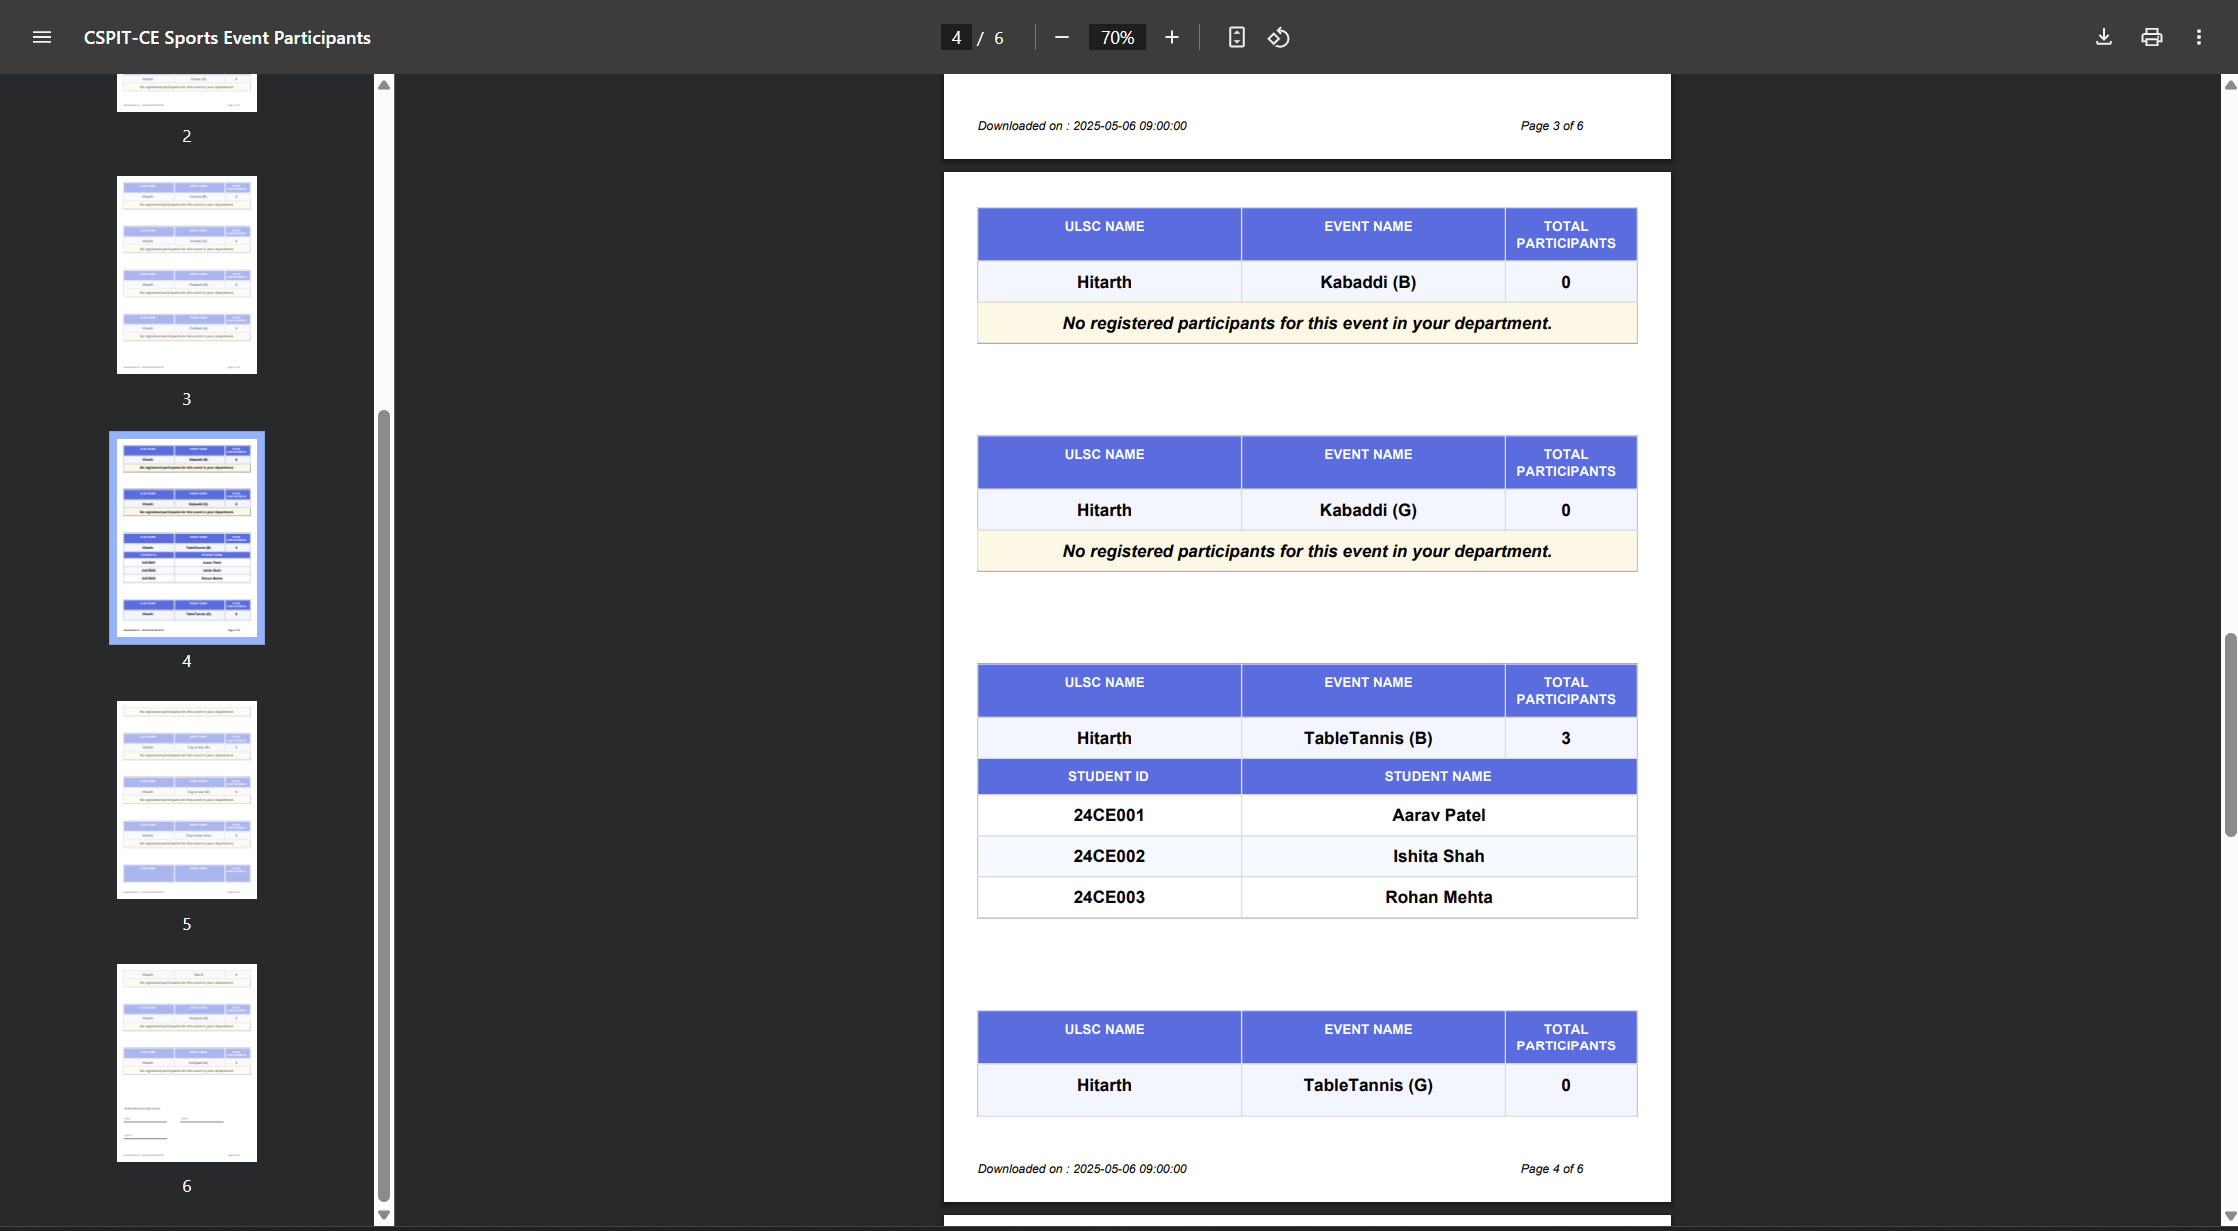 CSPIT-CE Sports Event Participants
4 / 6
70%
2
3
4
5
6
Downloaded on : 2025-05-06 09:00:00 Page 3 of 6
ULSC NAME EVENT NAME TOTAL PARTICIPANTS
Hitarth Kabaddi (B) 0
No registered participants for this event in your department.
ULSC NAME EVENT NAME TOTAL PARTICIPANTS
Hitarth Kabaddi (G) 0
No registered participants for this event in your department.
ULSC NAME EVENT NAME TOTAL PARTICIPANTS
Hitarth TableTannis (B) 3
STUDENT ID STUDENT NAME
24CE001 Aarav Patel
24CE002 Ishita Shah
24CE003 Rohan Mehta
ULSC NAME EVENT NAME TOTAL PARTICIPANTS
Hitarth TableTannis (G) 0
Downloaded on : 2025-05-06 09:00:00 Page 4 of 6